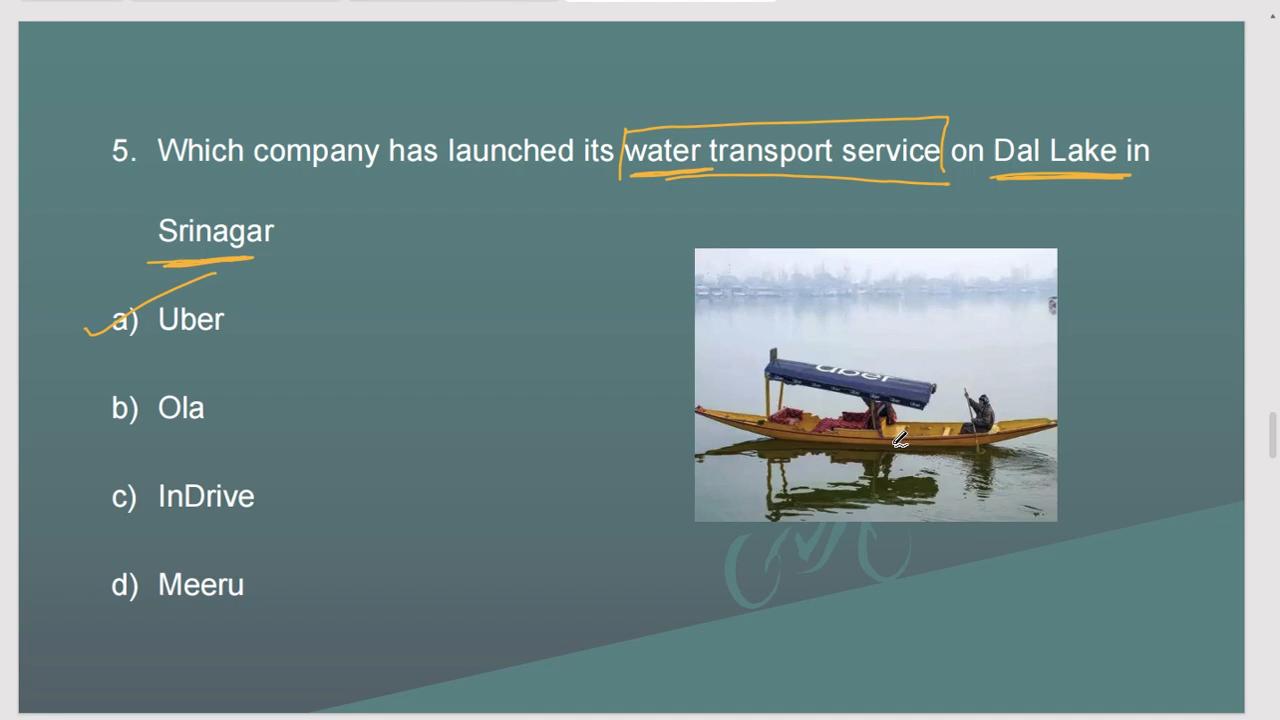 5. Which company has launched its water transport service on Dal Lake in
Srinagar
a) Uber
b) Ola
c) InDrive
d) Meeru
uber